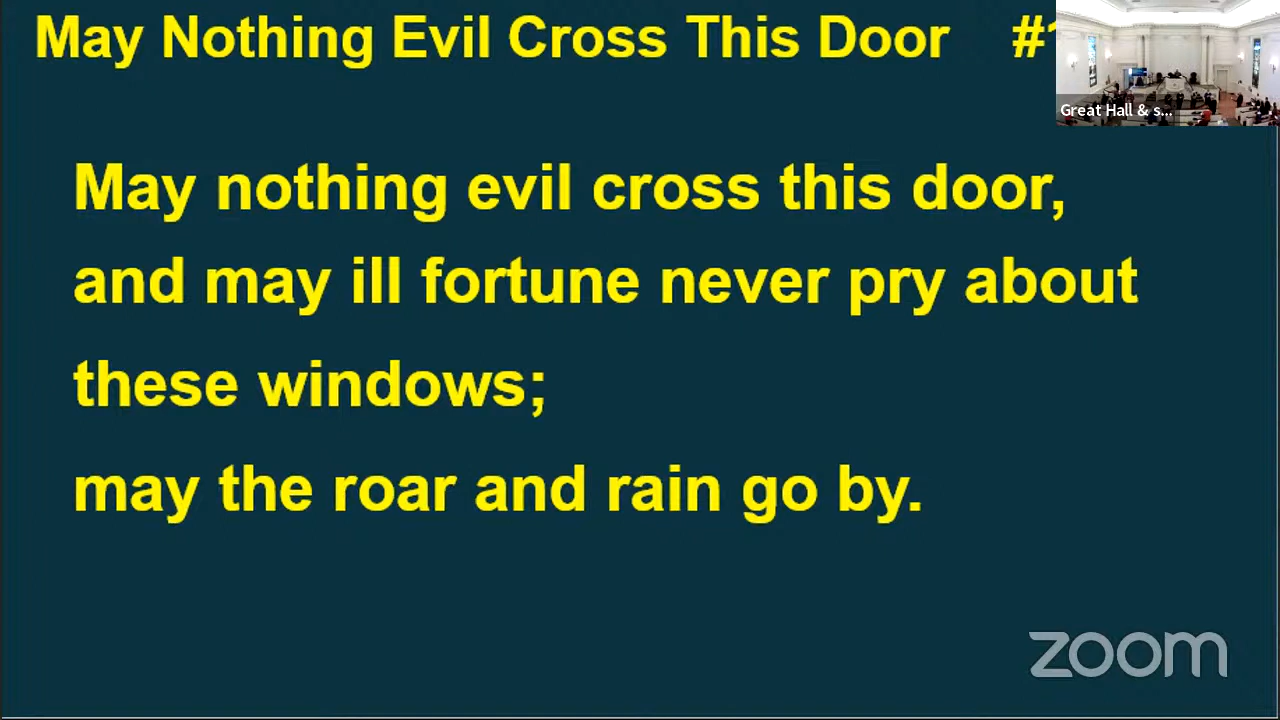 May Nothing Evil Cross This Door #
Great Hall & s...
May nothing evil cross this door,
and may ill fortune never pry about
these windows;
may the roar and rain go by.
zoom